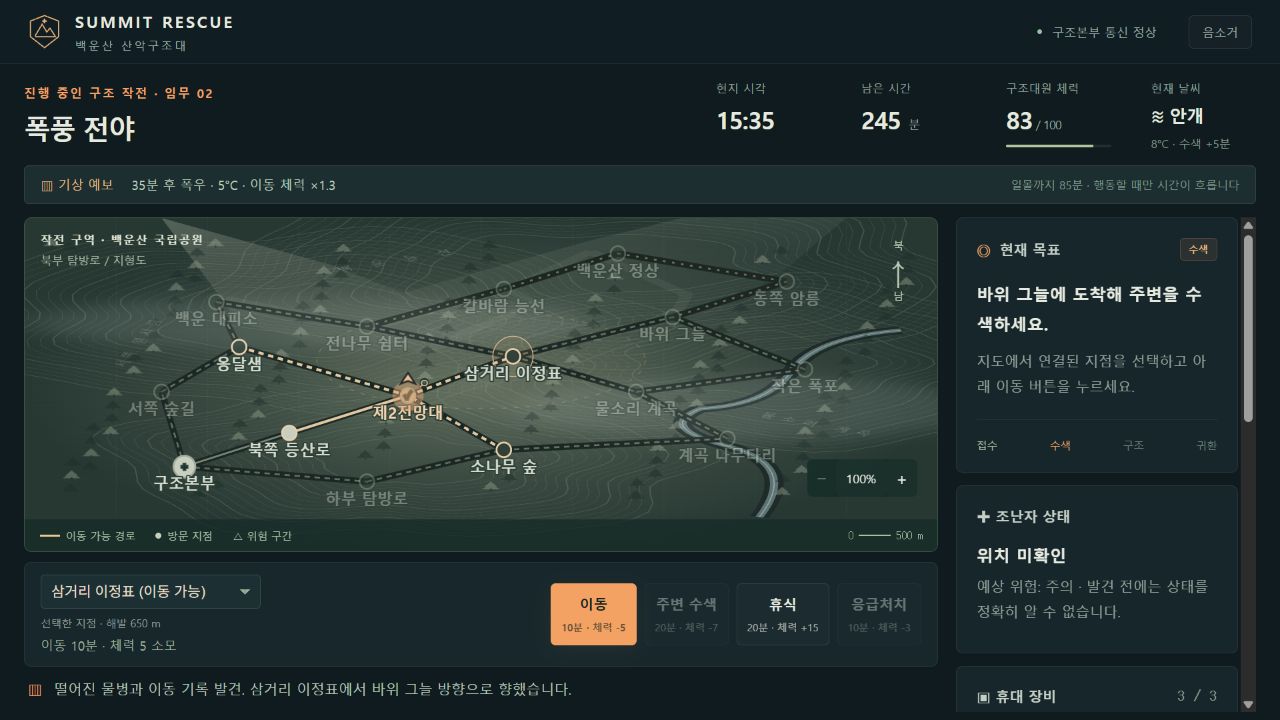 SUMMIT RESCUE
백운산 산악구조대
구조본부 통신 정상
음소거
진행 중인 구조 작전 · 임무 02
폭풍 전야
현지 시각
15:35
남은 시간
245 분
구조대원 체력
83 / 100
현재 날씨
≋ 안개
8°C · 수색 +5분
기상 예보 35분 후 폭우 · 5°C · 이동 체력 ×1.3
일몰까지 85분 · 행동할 때만 시간이 흐릅니다
작전 구역 · 백운산 국립공원
북부 탐방로 / 지형도
북
남
백운산 정상
동쪽 암릉
칼바람 능선
백운 대피소
전나무 쉼터
바위 그늘
옹달샘
삼거리 이정표
작은 폭포
서쪽 숲길
제2전망대
물소리 계곡
북쪽 등산로
계곡 나무다리
소나무 숲
구조본부
하부 탐방로
− 100% +
이동 가능 경로
방문 지점
△ 위험 구간
0 500 m
삼거리 이정표 (이동 가능)
선택한 지점 · 해발 650 m
이동 10분 · 체력 5 소모
이동
10분 · 체력 -5
주변 수색
20분 · 체력 -7
휴식
20분 · 체력 +15
응급처치
10분 · 체력 -3
떨어진 물병과 이동 기록 발견. 삼거리 이정표에서 바위 그늘 방향으로 향했습니다.
◎ 현재 목표
수색
바위 그늘에 도착해 주변을 수
색하세요.
지도에서 연결된 지점을 선택하고 아
래 이동 버튼을 누르세요.
접수 수색 구조 귀환
✚ 조난자 상태
위치 미확인
예상 위험: 주의 · 발견 전에는 상태를
정확히 알 수 없습니다.
▣ 휴대 장비
3 / 3